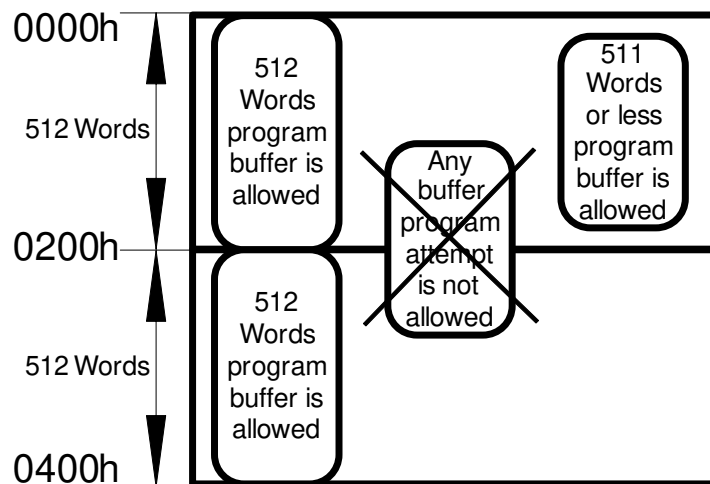 0000h
512 Words
0200h
512 Words
0400h
512
Words
program
buffer is
allowed
512
Words
program
buffer is
allowed
Any
buffer
program
attempt
is not
allowed
511
Words
or less
program
buffer is
allowed